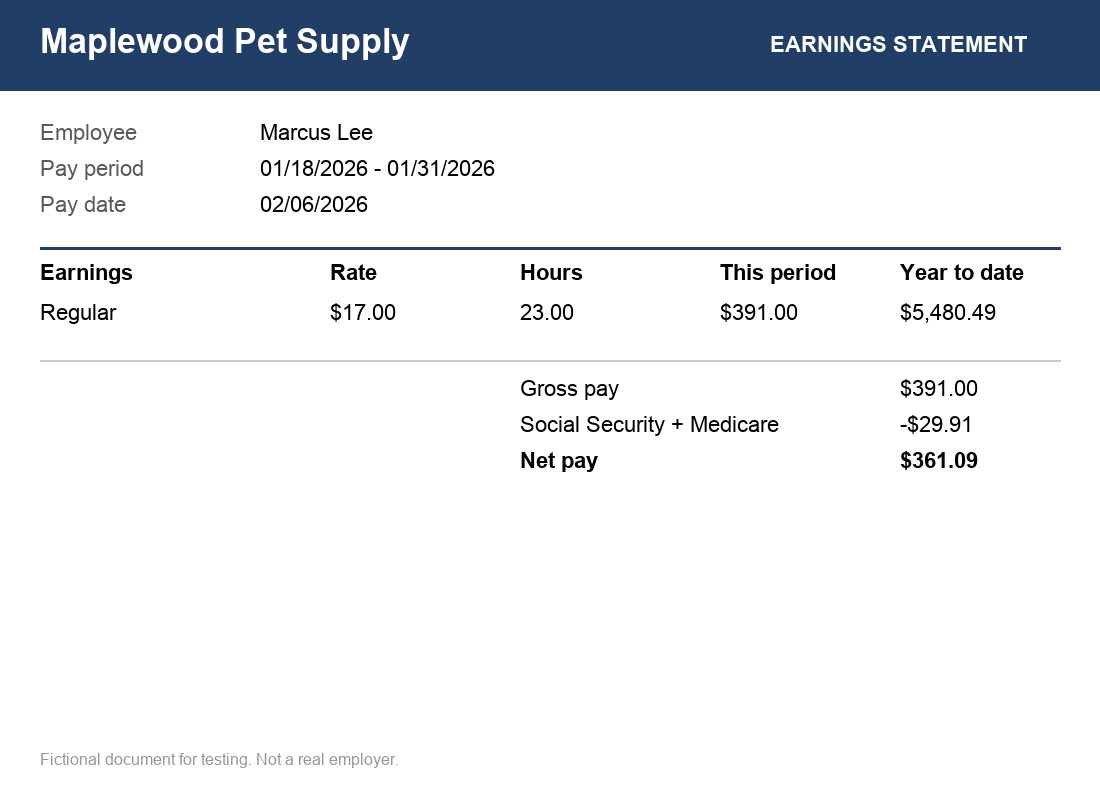 Maplewood Pet Supply EARNINGS STATEMENT
Employee Marcus Lee
Pay period 01/18/2026 - 01/31/2026
Pay date 02/06/2026
Earnings Rate Hours This period Year to date
Regular $17.00 23.00 $391.00 $5,480.49
Gross pay $391.00
Social Security + Medicare -$29.91
Net pay $361.09
Fictional document for testing. Not a real employer.